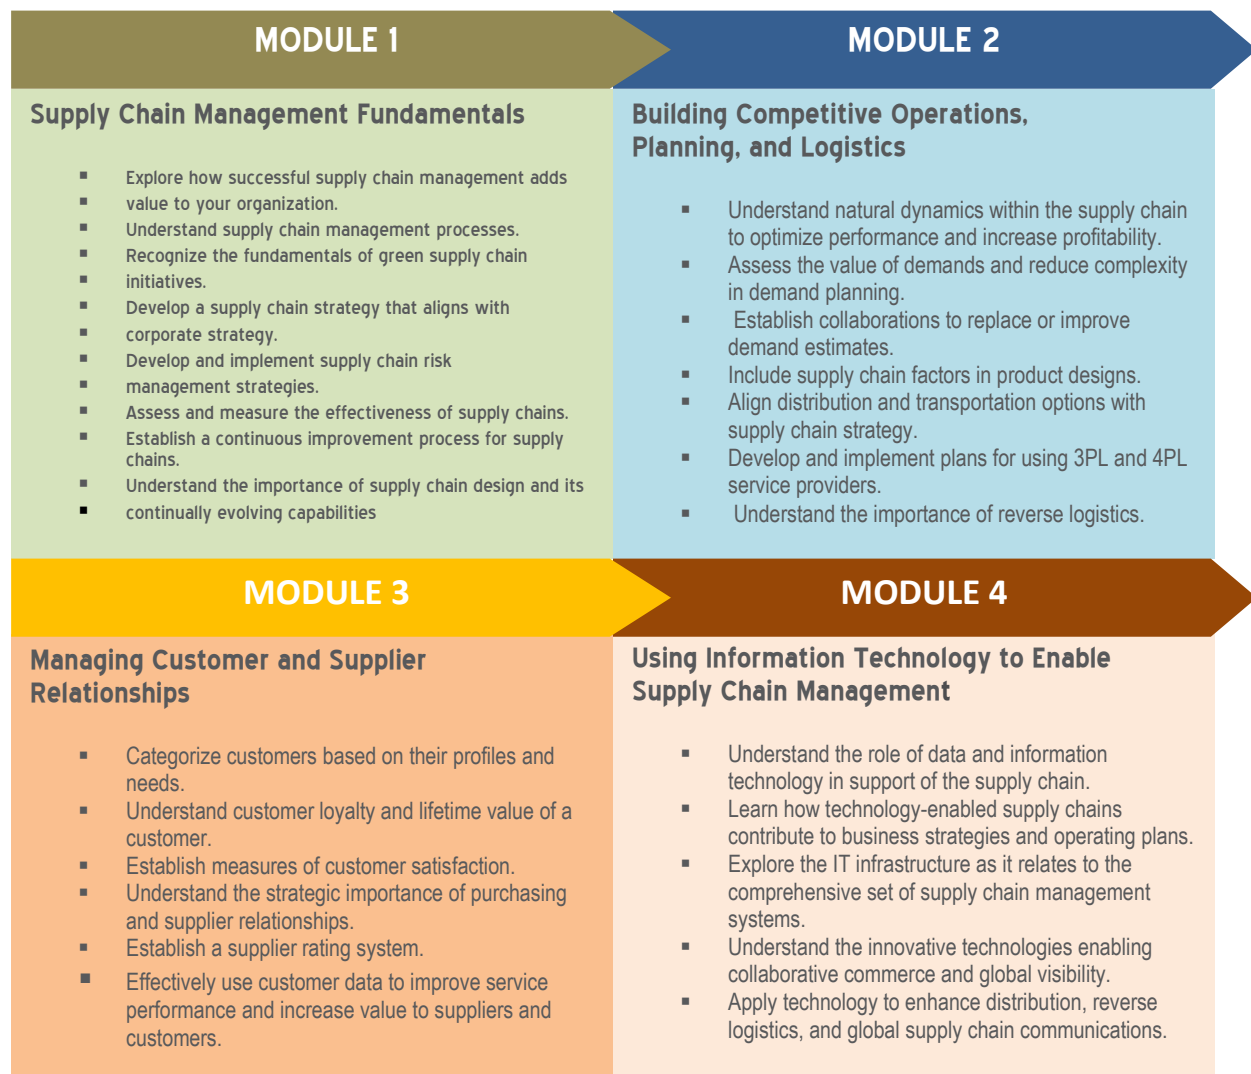 MODULE 1
Supply Chain Management Fundamentals
▪ Explore how successful supply chain management adds
▪ value to your organization.
▪ Understand supply chain management processes.
▪ Recognize the fundamentals of green supply chain
▪ initiatives.
▪ Develop a supply chain strategy that aligns with
▪ corporate strategy.
▪ Develop and implement supply chain risk
▪ management strategies.
▪ Assess and measure the effectiveness of supply chains.
▪ Establish a continuous improvement process for supply
chains.
▪ Understand the importance of supply chain design and its
▪ continually evolving capabilities
MODULE 2
Building Competitive Operations,
Planning, and Logistics
▪ Understand natural dynamics within the supply chain
to optimize performance and increase profitability.
▪ Assess the value of demands and reduce complexity
in demand planning.
▪ Establish collaborations to replace or improve
demand estimates.
▪ Include supply chain factors in product designs.
▪ Align distribution and transportation options with
supply chain strategy.
▪ Develop and implement plans for using 3PL and 4PL
service providers.
▪ Understand the importance of reverse logistics.
MODULE 3
Managing Customer and Supplier
Relationships
▪ Categorize customers based on their profiles and
needs.
▪ Understand customer loyalty and lifetime value of a
customer.
▪ Establish measures of customer satisfaction.
▪ Understand the strategic importance of purchasing
and supplier relationships.
▪ Establish a supplier rating system.
▪ Effectively use customer data to improve service
performance and increase value to suppliers and
customers.
MODULE 4
Using Information Technology to Enable
Supply Chain Management
▪ Understand the role of data and information
technology in support of the supply chain.
▪ Learn how technology-enabled supply chains
contribute to business strategies and operating plans.
▪ Explore the IT infrastructure as it relates to the
comprehensive set of supply chain management
systems.
▪ Understand the innovative technologies enabling
collaborative commerce and global visibility.
▪ Apply technology to enhance distribution, reverse
logistics, and global supply chain communications.